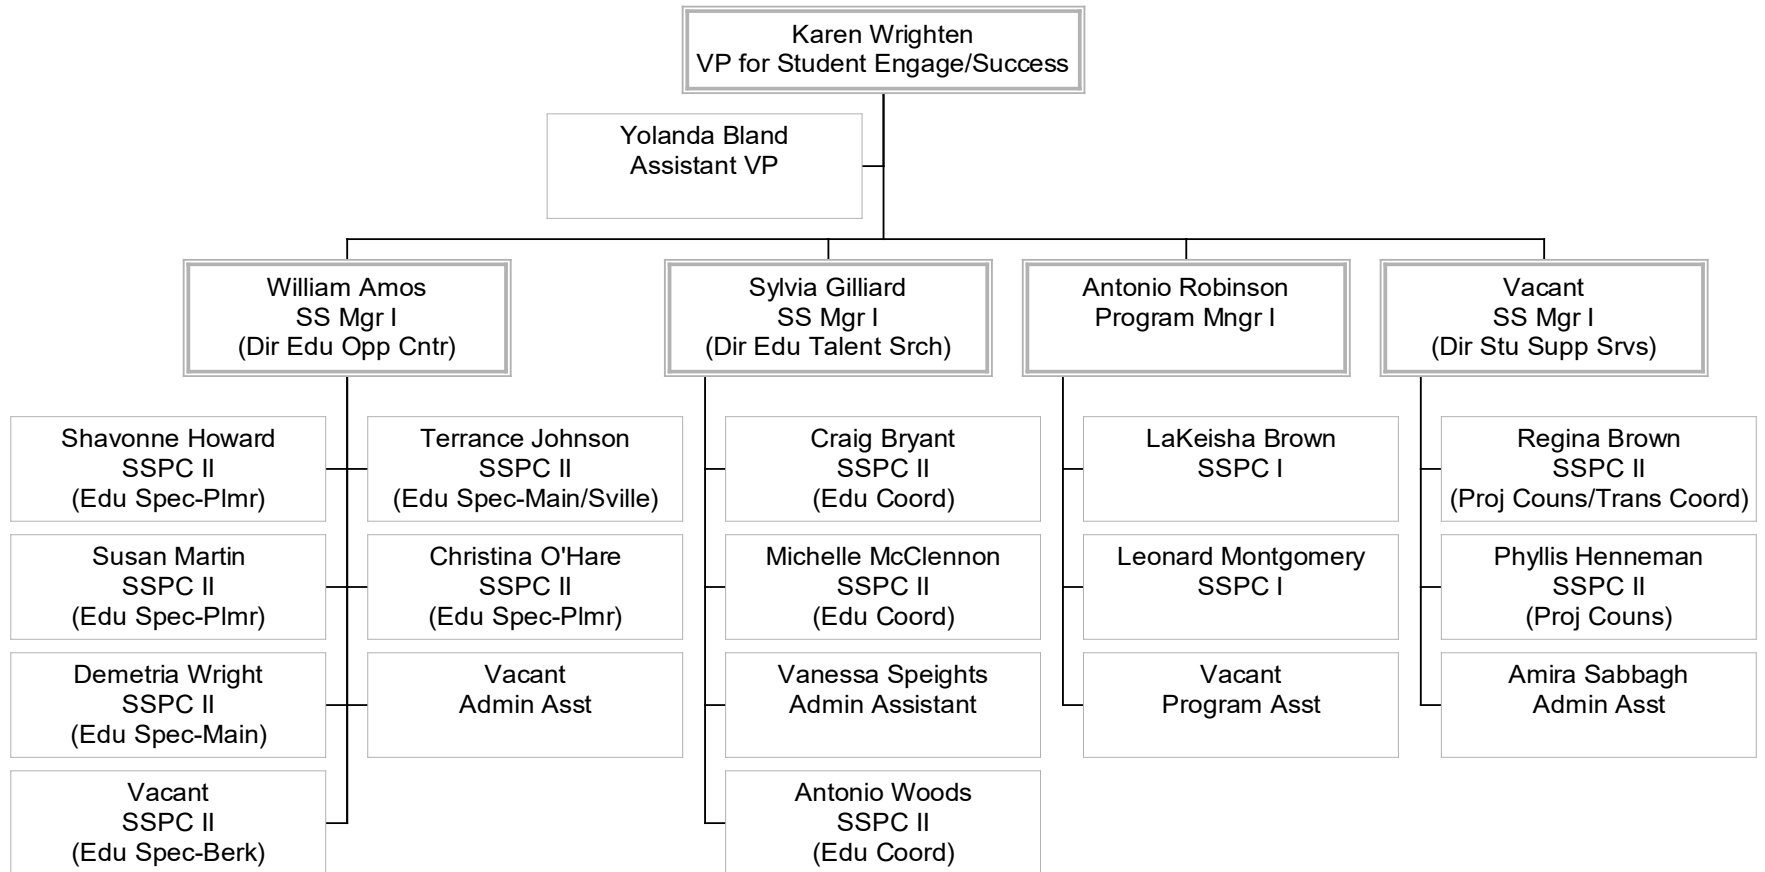 Karen Wrighten
VP for Student Engage/Success
Yolanda Bland
Assistant VP
William Amos
SS Mgr I
(Dir Edu Opp Cntr)
Sylvia Gilliard
SS Mgr I
(Dir Edu Talent Srch)
Antonio Robinson
Program Mngr I
Vacant
SS Mgr I
(Dir Stu Supp Srvs)
Shavonne Howard
SSPC II
(Edu Spec-Plmr)
Terrance Johnson
SSPC II
(Edu Spec-Main/Sville)
Craig Bryant
SSPC II
(Edu Coord)
LaKeisha Brown
SSPC I
Regina Brown
SSPC II
(Proj Couns/Trans Coord)
Susan Martin
SSPC II
(Edu Spec-Plmr)
Christina O'Hare
SSPC II
(Edu Spec-Plmr)
Michelle McClennon
SSPC II
(Edu Coord)
Leonard Montgomery
SSPC I
Phyllis Henneman
SSPC II
(Proj Couns)
Demetria Wright
SSPC II
(Edu Spec-Main)
Vacant
Admin Asst
Vanessa Speights
Admin Assistant
Vacant
Program Asst
Amira Sabbagh
Admin Asst
Vacant
SSPC II
(Edu Spec-Berk)
Antonio Woods
SSPC II
(Edu Coord)